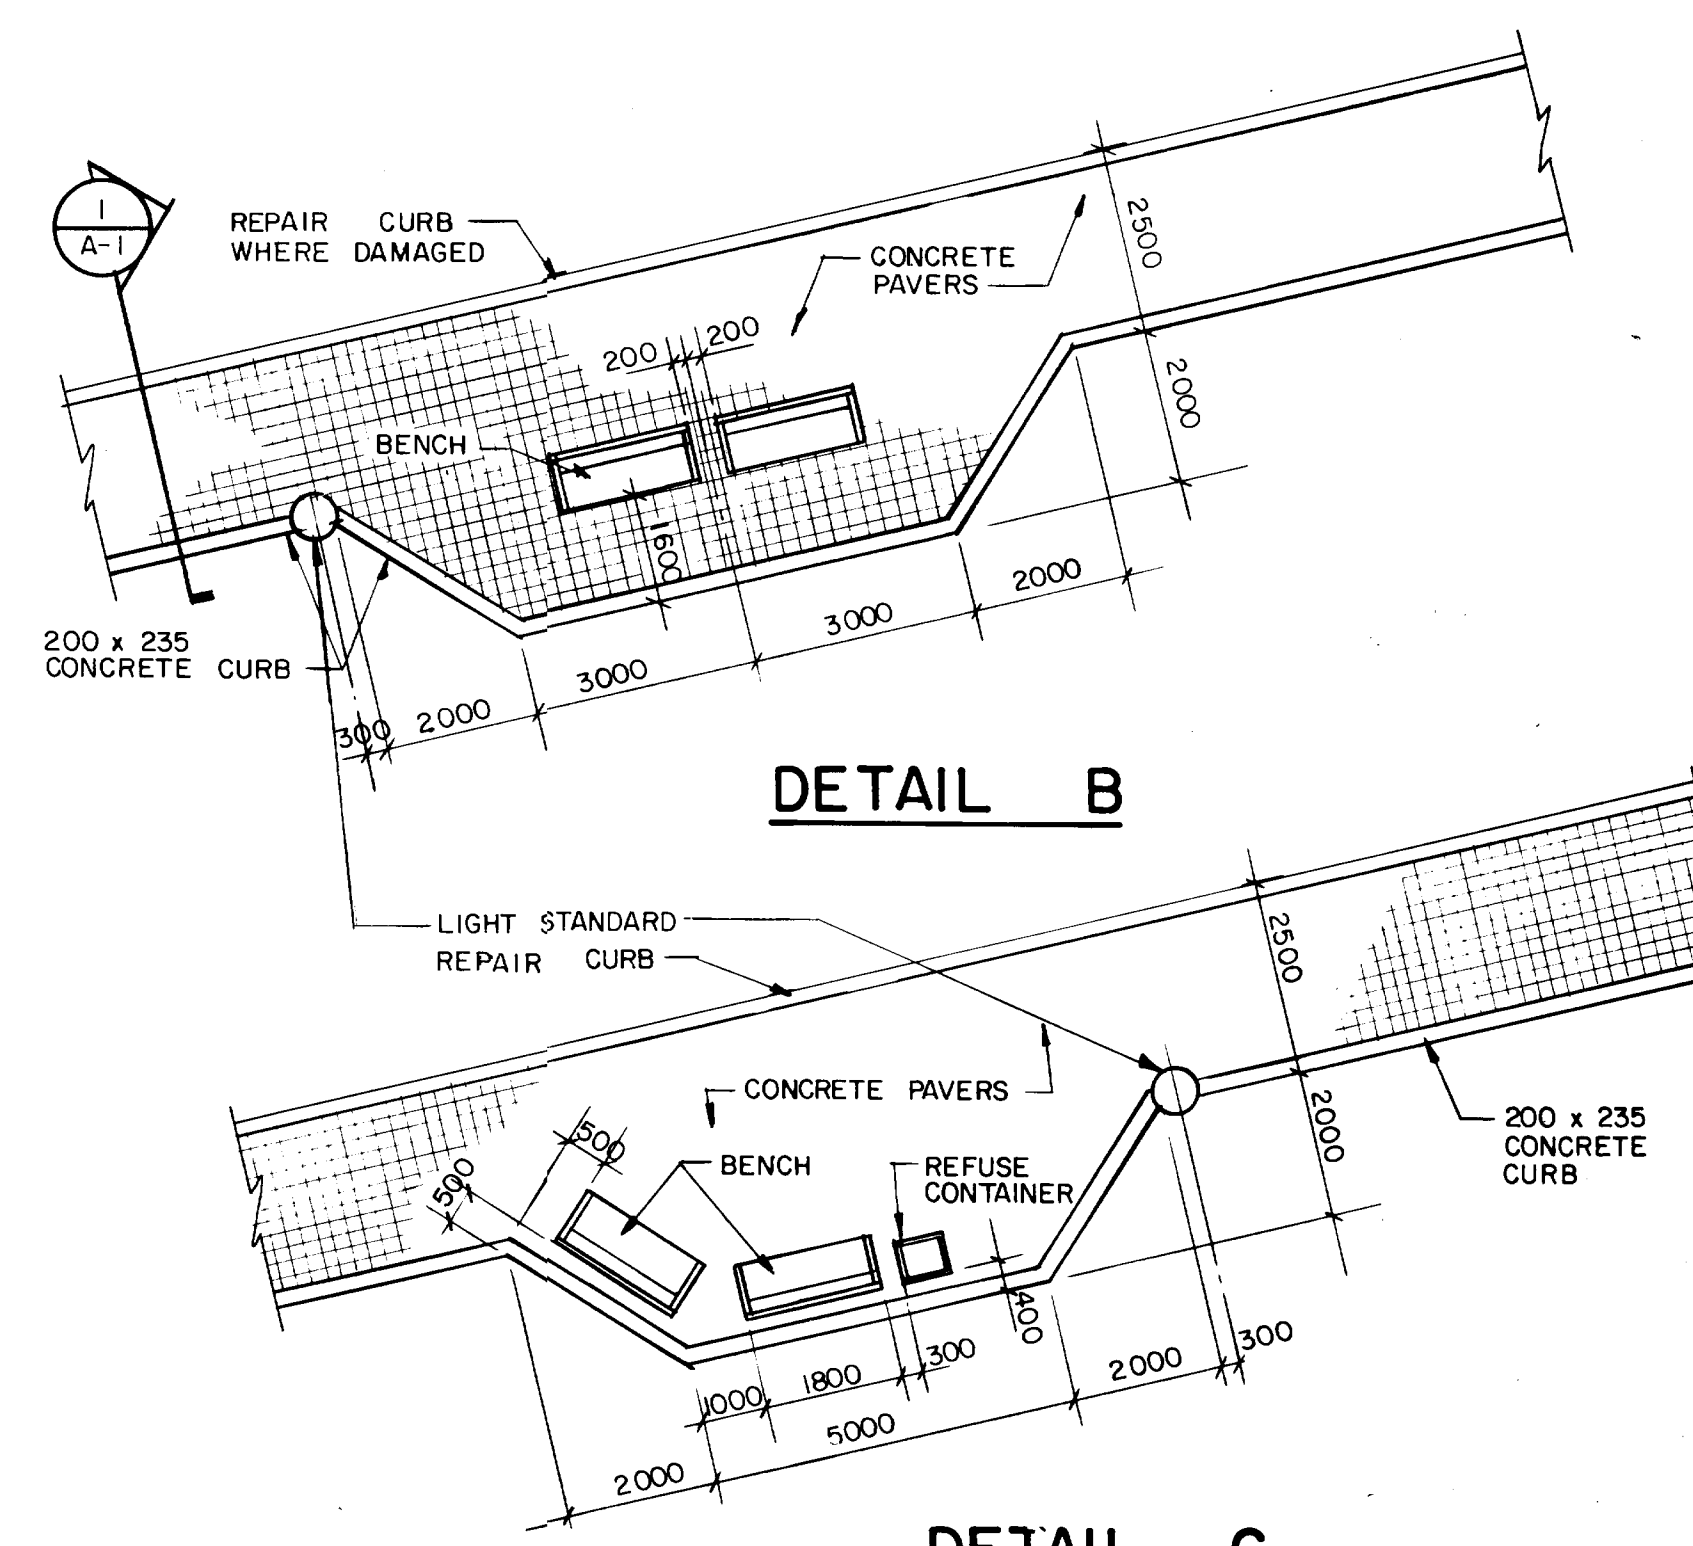 1
A-1
REPAIR CURB
WHERE DAMAGED
CONCRETE
PAVERS
2500
200
200
2000
BENCH
1600
2000
3000
200 x 235
CONCRETE CURB
3000
2000
300
DETAIL B
LIGHT STANDARD
REPAIR CURB
2500
CONCRETE PAVERS
2000
200 x 235
CONCRETE
CURB
500
500
BENCH
REFUSE
CONTAINER
400
300
2000
300
1800
1000
5000
2000
DETAIL C